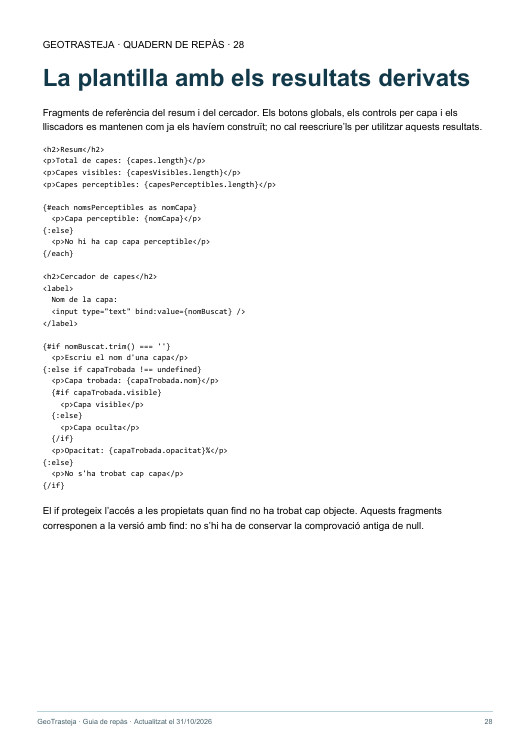 GEOTRASTEJA · QUADERN DE REPÀS · 28
La plantilla amb els resultats derivats
Fragments de referència del resum i del cercador. Els botons globals, els controls per capa i els
lliscadors es mantenen com ja els havíem construït; no cal reescriure’ls per utilitzar aquests resultats.
<h2>Resum</h2>
<p>Total de capes: {capes.length}</p>
<p>Capes visibles: {capesVisibles.length}</p>
<p>Capes perceptibles: {capesPerceptibles.length}</p>

{#each nomsPerceptibles as nomCapa}
  <p>Capa perceptible: {nomCapa}</p>
{:else}
  <p>No hi ha cap capa perceptible</p>
{/each}

<h2>Cercador de capes</h2>
<label>
  Nom de la capa:
  <input type="text" bind:value={nomBuscat} />
</label>

{#if nomBuscat.trim() === ''}
  <p>Escriu el nom d'una capa</p>
{:else if capaTrobada !== undefined}
  <p>Capa trobada: {capaTrobada.nom}</p>
  {#if capaTrobada.visible}
    <p>Capa visible</p>
  {:else}
    <p>Capa oculta</p>
  {/if}
  <p>Opacitat: {capaTrobada.opacitat}%</p>
{:else}
  <p>No s'ha trobat cap capa</p>
{/if}

El if protegeix l’accés a les propietats quan find no ha trobat cap objecte. Aquests fragments
corresponen a la versió amb find: no s’hi ha de conservar la comprovació antiga de null.
GeoTrasteja · Guia de repàs · Actualitzat el 31/10/2026
28